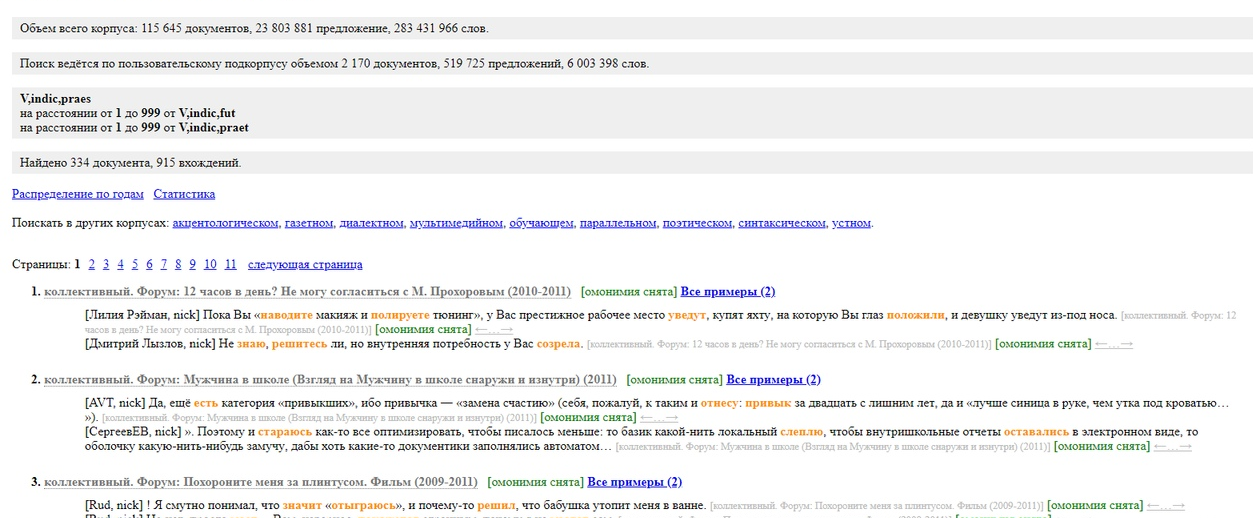 Объем всего корпуса: 115 645 документов, 23 803 881 предложение, 283 431 966 слов.
Поиск ведётся по пользовательскому подкорпусу объемом 2 170 документов, 519 725 предложений, 6 003 398 слов.
V,indic,praes
на расстоянии от 1 до 999 от V,indic,fut
на расстоянии от 1 до 999 от V,indic,praet
Найдено 334 документа, 915 вхождений.
Распределение по годам Статистика
Поискать в других корпусах: акцентологическом, газетном, диалектном, мультимедийном, обучающем, параллельном, поэтическом, синтаксическом, устном.
Страницы: 1 2 3 4 5 6 7 8 9 10 11 следующая страница
1. коллективный. Форум: 12 часов в день? Не могу согласиться с М. Прохоровым (2010-2011) [омонимия снята] Все примеры (2)
[Лилия Рэйман, nick] Пока Вы «наводите макияж и полируете тюнинг», у Вас престижное рабочее место уведут, купят яхту, на которую Вы глаз положили, и девушку уведут из-под носа. [коллективный. Форум: 12
часов в день? Не могу согласиться с М. Прохоровым (2010-2011)] [омонимия снята] ←…→
[Дмитрий Лызлов, nick] Не знаю, решитесь ли, но внутренняя потребность у Вас созрела. [коллективный. Форум: 12 часов в день? Не могу согласиться с М. Прохоровым (2010-2011)] [омонимия снята] ←…→
2. коллективный. Форум: Мужчина в школе (Взгляд на Мужчину в школе снаружи и изнутри) (2011) [омонимия снята] Все примеры (2)
[AVT, nick] Да, ещё есть категория «привыкших», ибо привычка — «замена счастию» (себя, пожалуй, к таким и отнесу: привык за двадцать с лишним лет, да и «лучше синица в руке, чем утка под кроватью…
»). [коллективный. Форум: Мужчина в школе (Взгляд на Мужчину в школе снаружи и изнутри) (2011)] [омонимия снята] ←…→
[СергеевЕВ, nick] ». Поэтому и стараюсь как-то все оптимизировать, чтобы писалось меньше: то базик какой-нить локальный слеплю, чтобы внутришкольные отчеты оставались в электронном виде, то
оболочку какую-нить-нибудь замучу, дабы хоть какие-то документики заполнялись автоматом… [коллективный. Форум: Мужчина в школе (Взгляд на Мужчину в школе снаружи и изнутри) (2011)] [омонимия снята] ←…→
3. коллективный. Форум: Похороните меня за плинтусом. Фильм (2009-2011) [омонимия снята] Все примеры (2)
[Rud, nick] ! Я смутно понимал, что значит «отыграюсь», и почему-то решил, что бабушка утопит меня в ванне. [коллективный. Форум: Похороните меня за плинтусом. Фильм (2009-2011)] [омонимия снята] ←…→